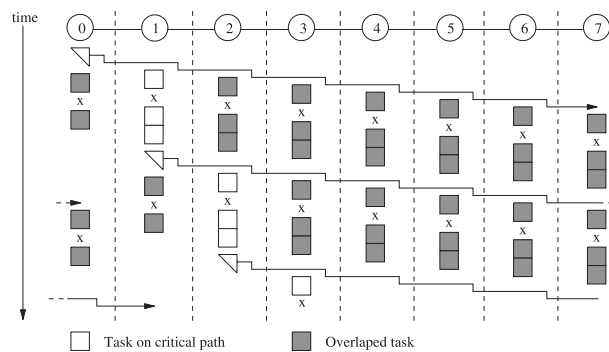 time
0 1 2 3 4 5 6 7
x x x x x x x x
x x x x x x x x
x
Task on critical path
Overlaped task